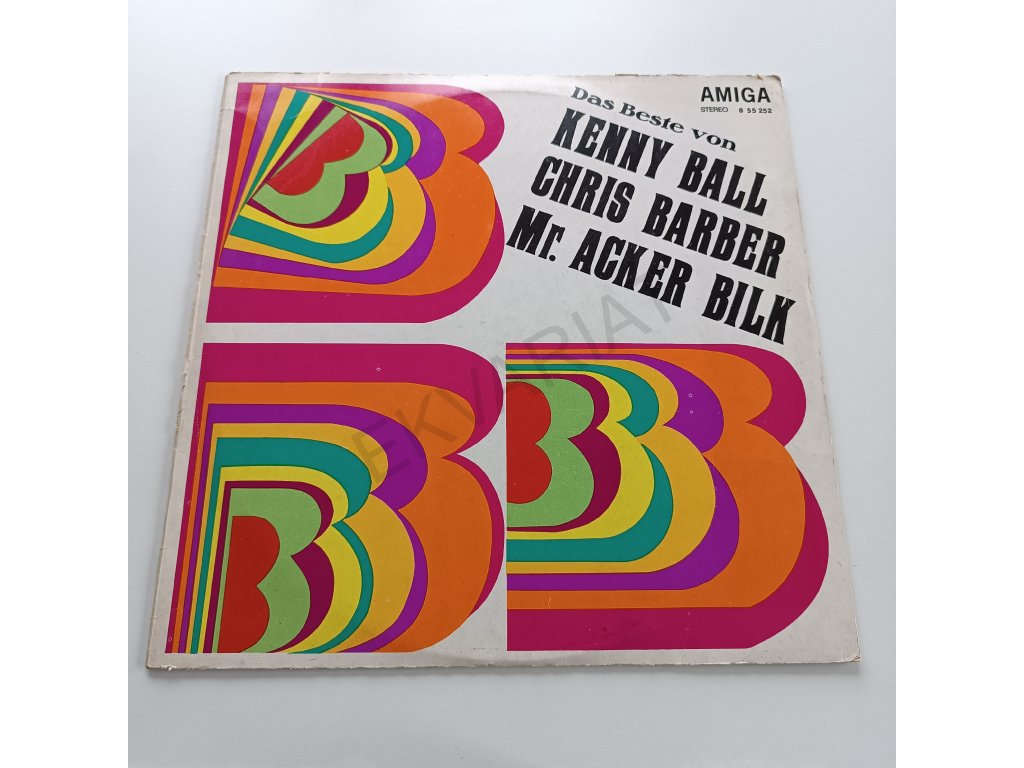 AMIGA
STEREO 8 55 252
Das Beste von
KENNY BALL
CHRIS BARBER
Mr. ACKER BILK